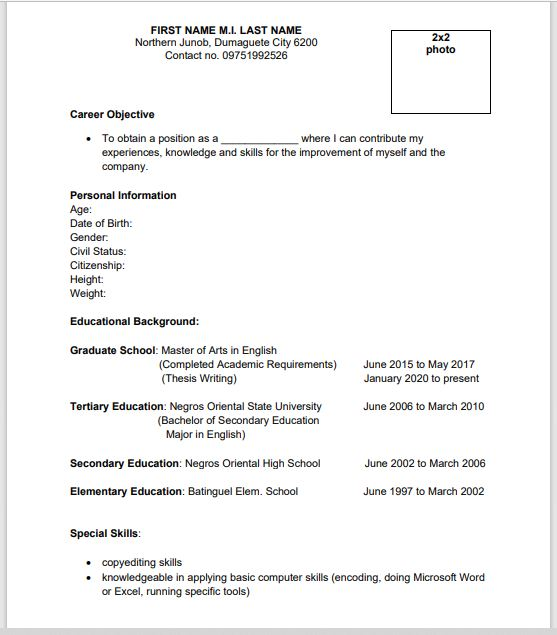 FIRST NAME M.I. LAST NAME
Northern Junob, Dumaguete City 6200
Contact no. 09751992526
2x2
photo
Career Objective
• To obtain a position as a ______________ where I can contribute my
experiences, knowledge and skills for the improvement of myself and the
company.
Personal Information
Age:
Date of Birth:
Gender:
Civil Status:
Citizenship:
Height:
Weight:
Educational Background:
Graduate School: Master of Arts in English
(Completed Academic Requirements) June 2015 to May 2017
(Thesis Writing) January 2020 to present
Tertiary Education: Negros Oriental State University June 2006 to March 2010
(Bachelor of Secondary Education
Major in English)
Secondary Education: Negros Oriental High School June 2002 to March 2006
Elementary Education: Batinguel Elem. School June 1997 to March 2002
Special Skills:
• copyediting skills
• knowledgeable in applying basic computer skills (encoding, doing Microsoft Word
or Excel, running specific tools)